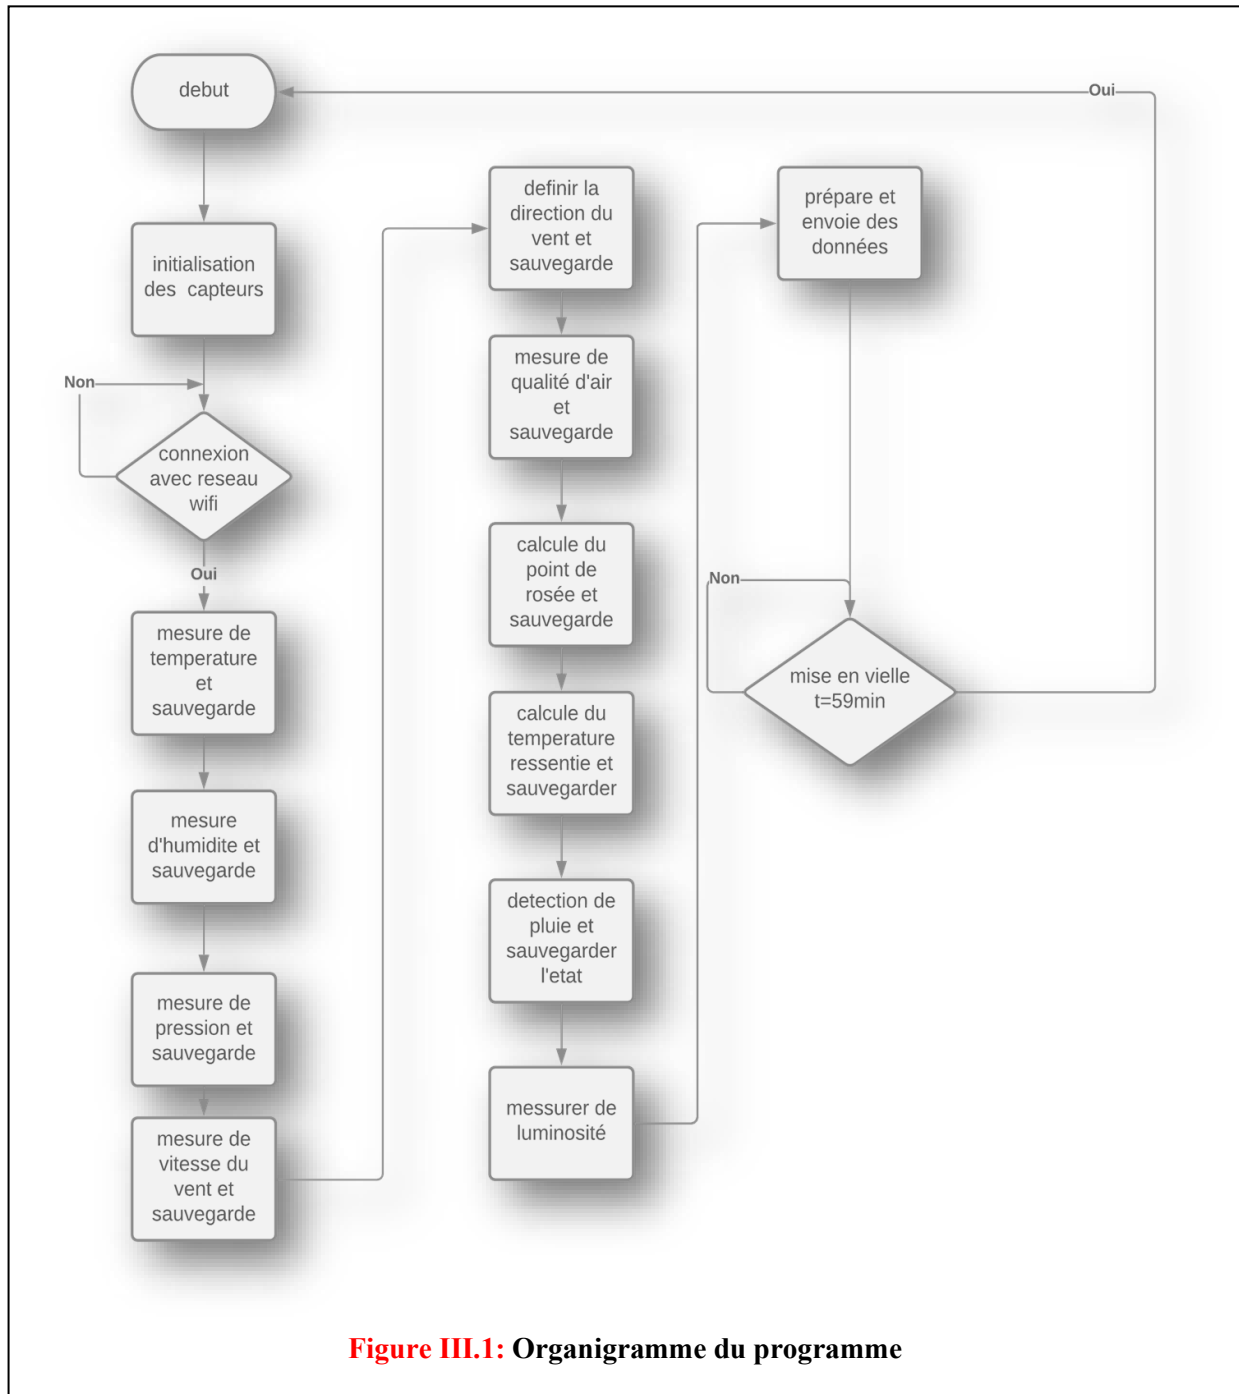 debut
initialisation
des capteurs
Non
connexion
avec reseau
wifi
Oui
mesure de
temperature
et
sauvegarde
mesure
d'humidite et
sauvegarde
mesure de
pression et
sauvegarde
mesure de
vitesse du
vent et
sauvegarde
definir la
direction du
vent et
sauvegarde
mesure de
qualité d'air
et
sauvegarde
calcule du
point de
rosée et
sauvegarde
calcule du
temperature
ressentie et
sauvegarder
detection de
pluie et
sauvegarder
l'etat
messurer de
luminosité
prépare et
envoie des
données
Non
mise en vielle
t=59min
Oui
Figure III.1: Organigramme du programme